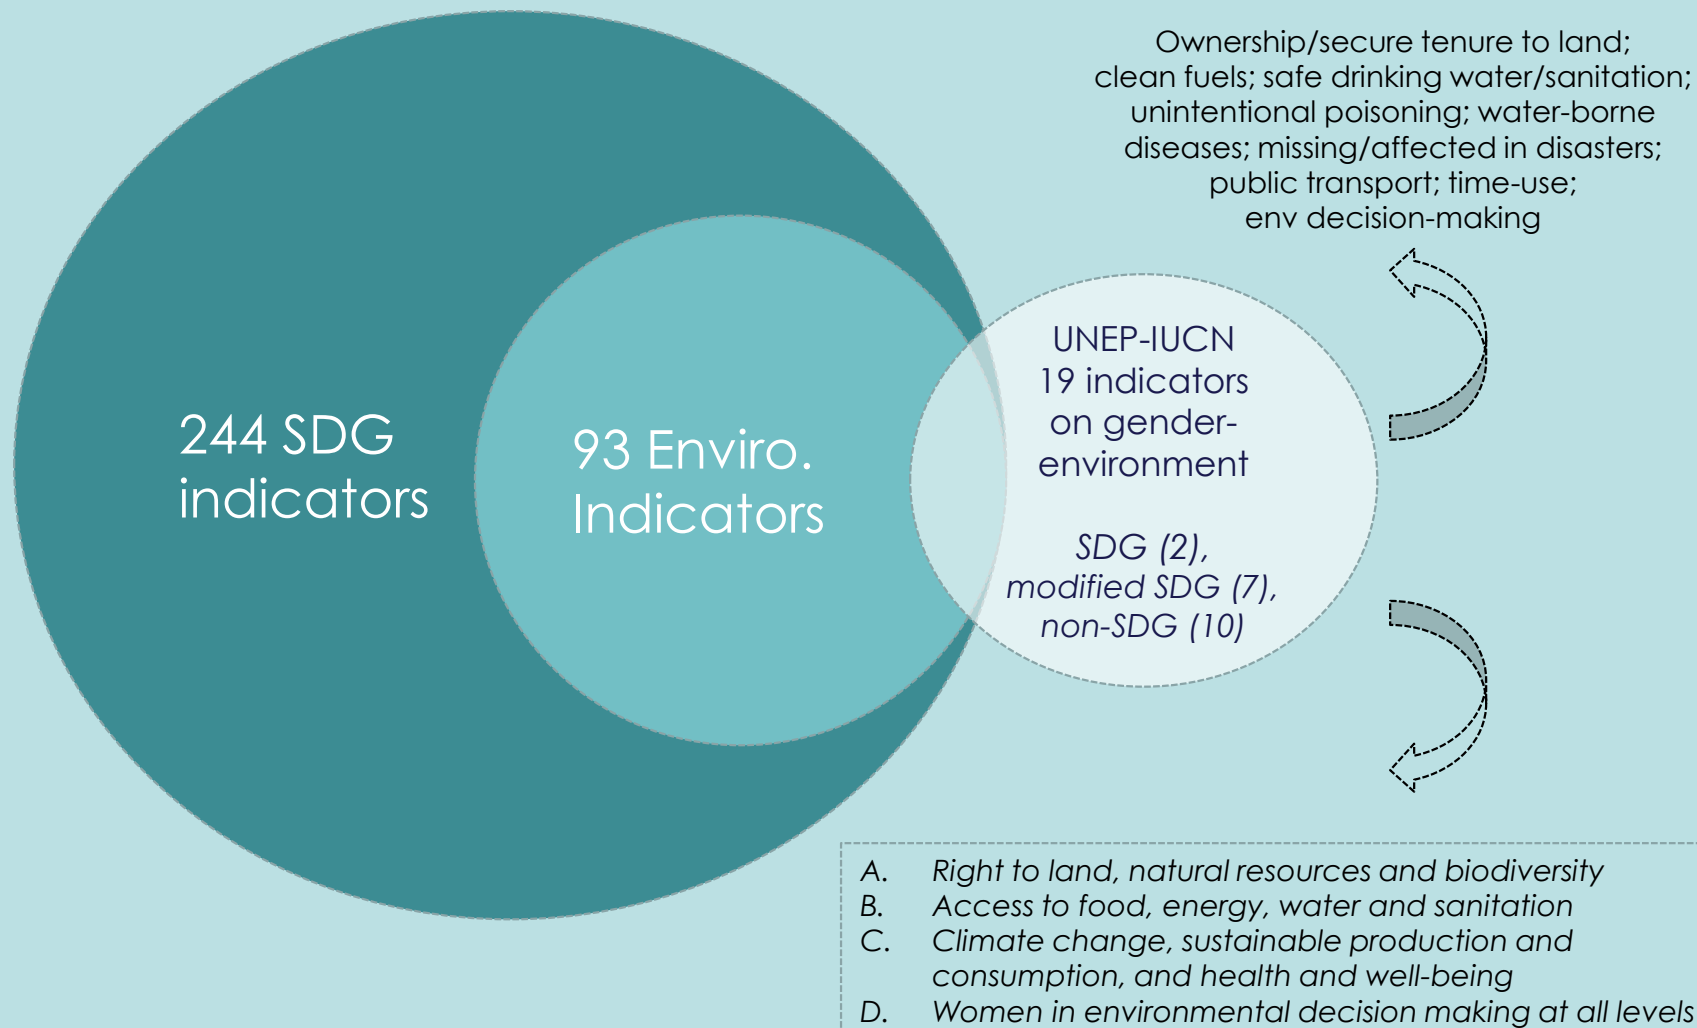 Ownership/secure tenure to land;
clean fuels; safe drinking water/sanitation;
unintentional poisoning; water-borne
diseases; missing/affected in disasters;
public transport; time-use;
env decision-making
244 SDG
indicators
93 Enviro.
Indicators
UNEP-IUCN
19 indicators
on gender-
environment
SDG (2),
modified SDG (7),
non-SDG (10)
A. Right to land, natural resources and biodiversity
B. Access to food, energy, water and sanitation
C. Climate change, sustainable production and
consumption, and health and well-being
D. Women in environmental decision making at all levels